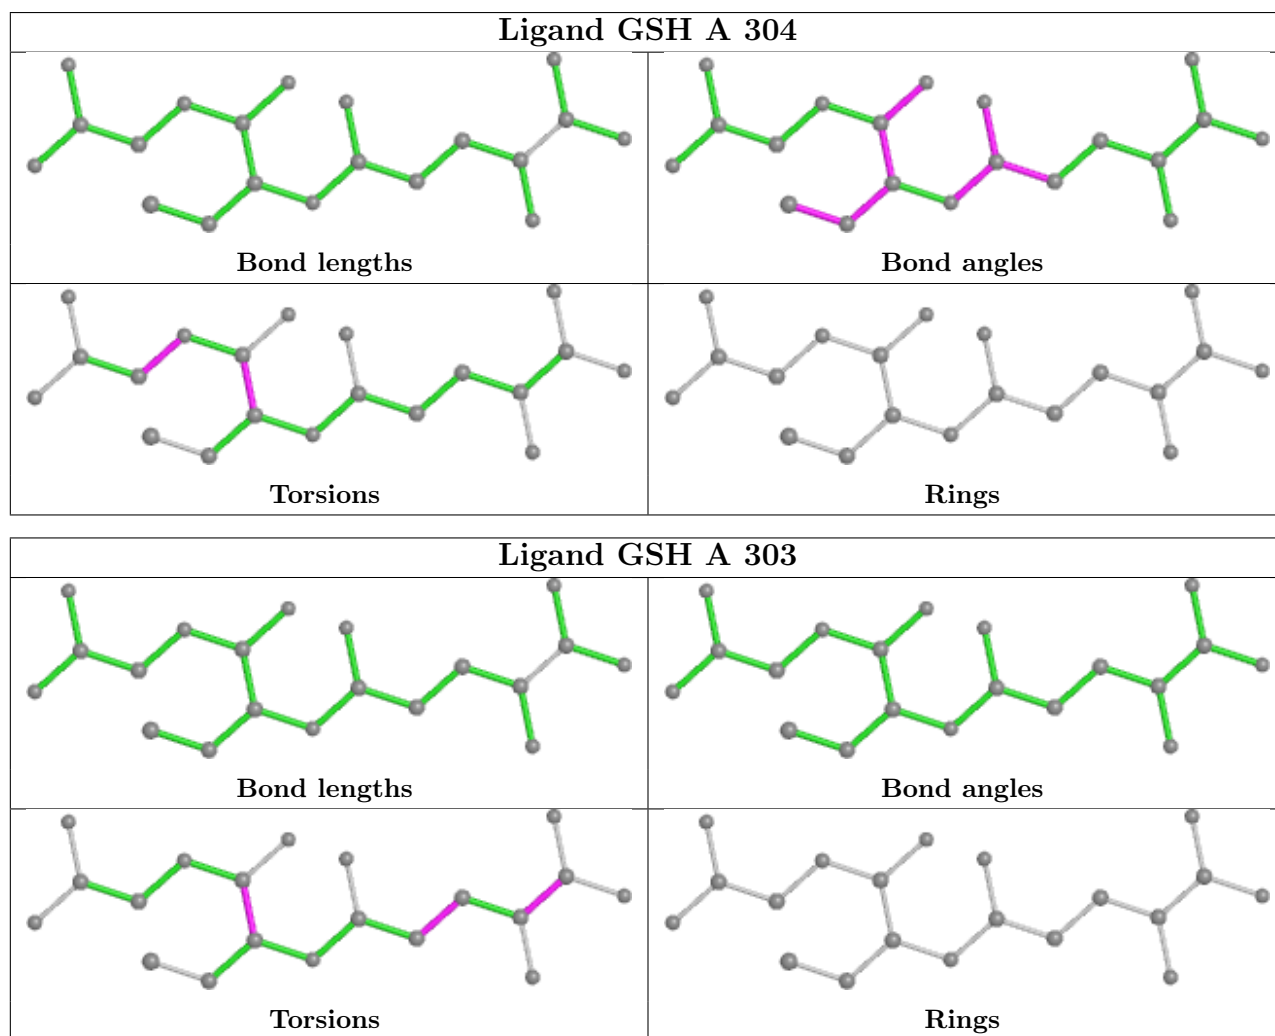 Ligand GSH A 304
Bond lengths
Bond angles
Torsions
Rings
Ligand GSH A 303
Bond lengths
Bond angles
Torsions
Rings